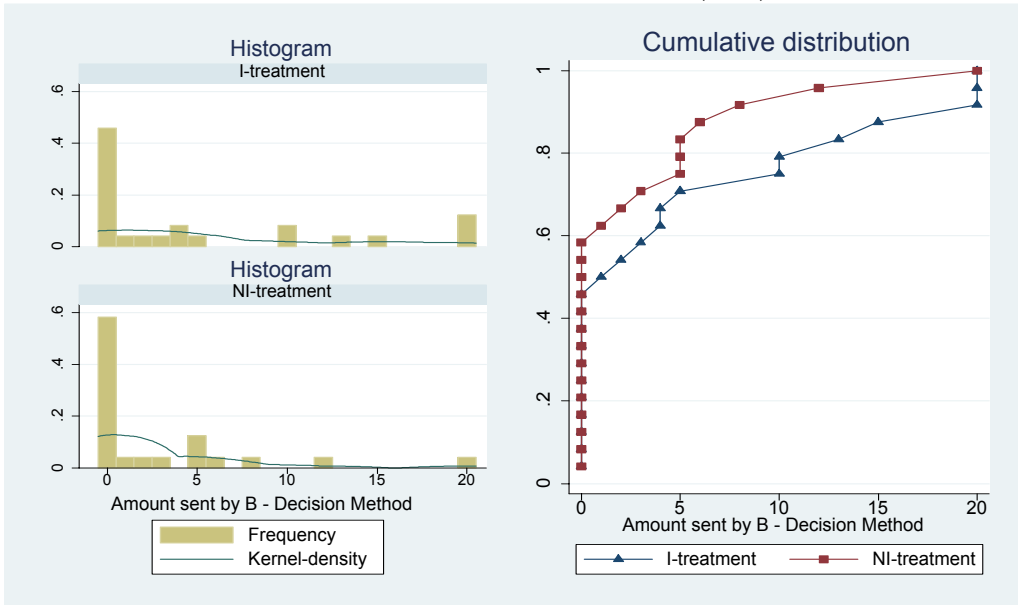 Histogram
I-treatment
.6
.4
.2
0
Histogram
NI-treatment
.6
.4
.2
0
0 5 10 15 20
Amount sent by B - Decision Method
Frequency
Kernel-density
Cumulative distribution
1
.8
.6
.4
.2
0
0 5 10 15 20
Amount sent by B - Decision Method
I-treatment NI-treatment